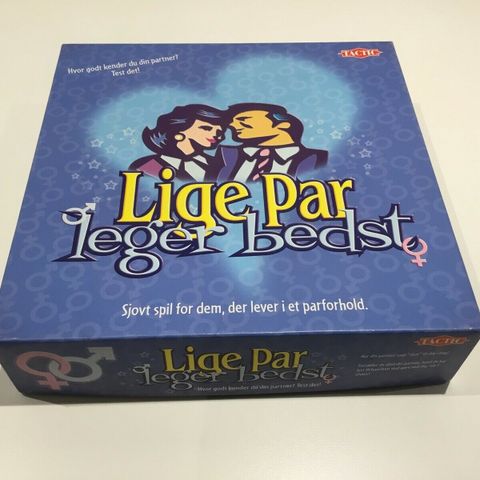 Hvor godt kender du din partner?
Test det!
TACTIC
Lige Par
leger bedst
Sjovt spil for dem, der lever i et parforhold.
Lige Par
leger bedst
Hvor godt kender du din partner? Test det!
TACTIC